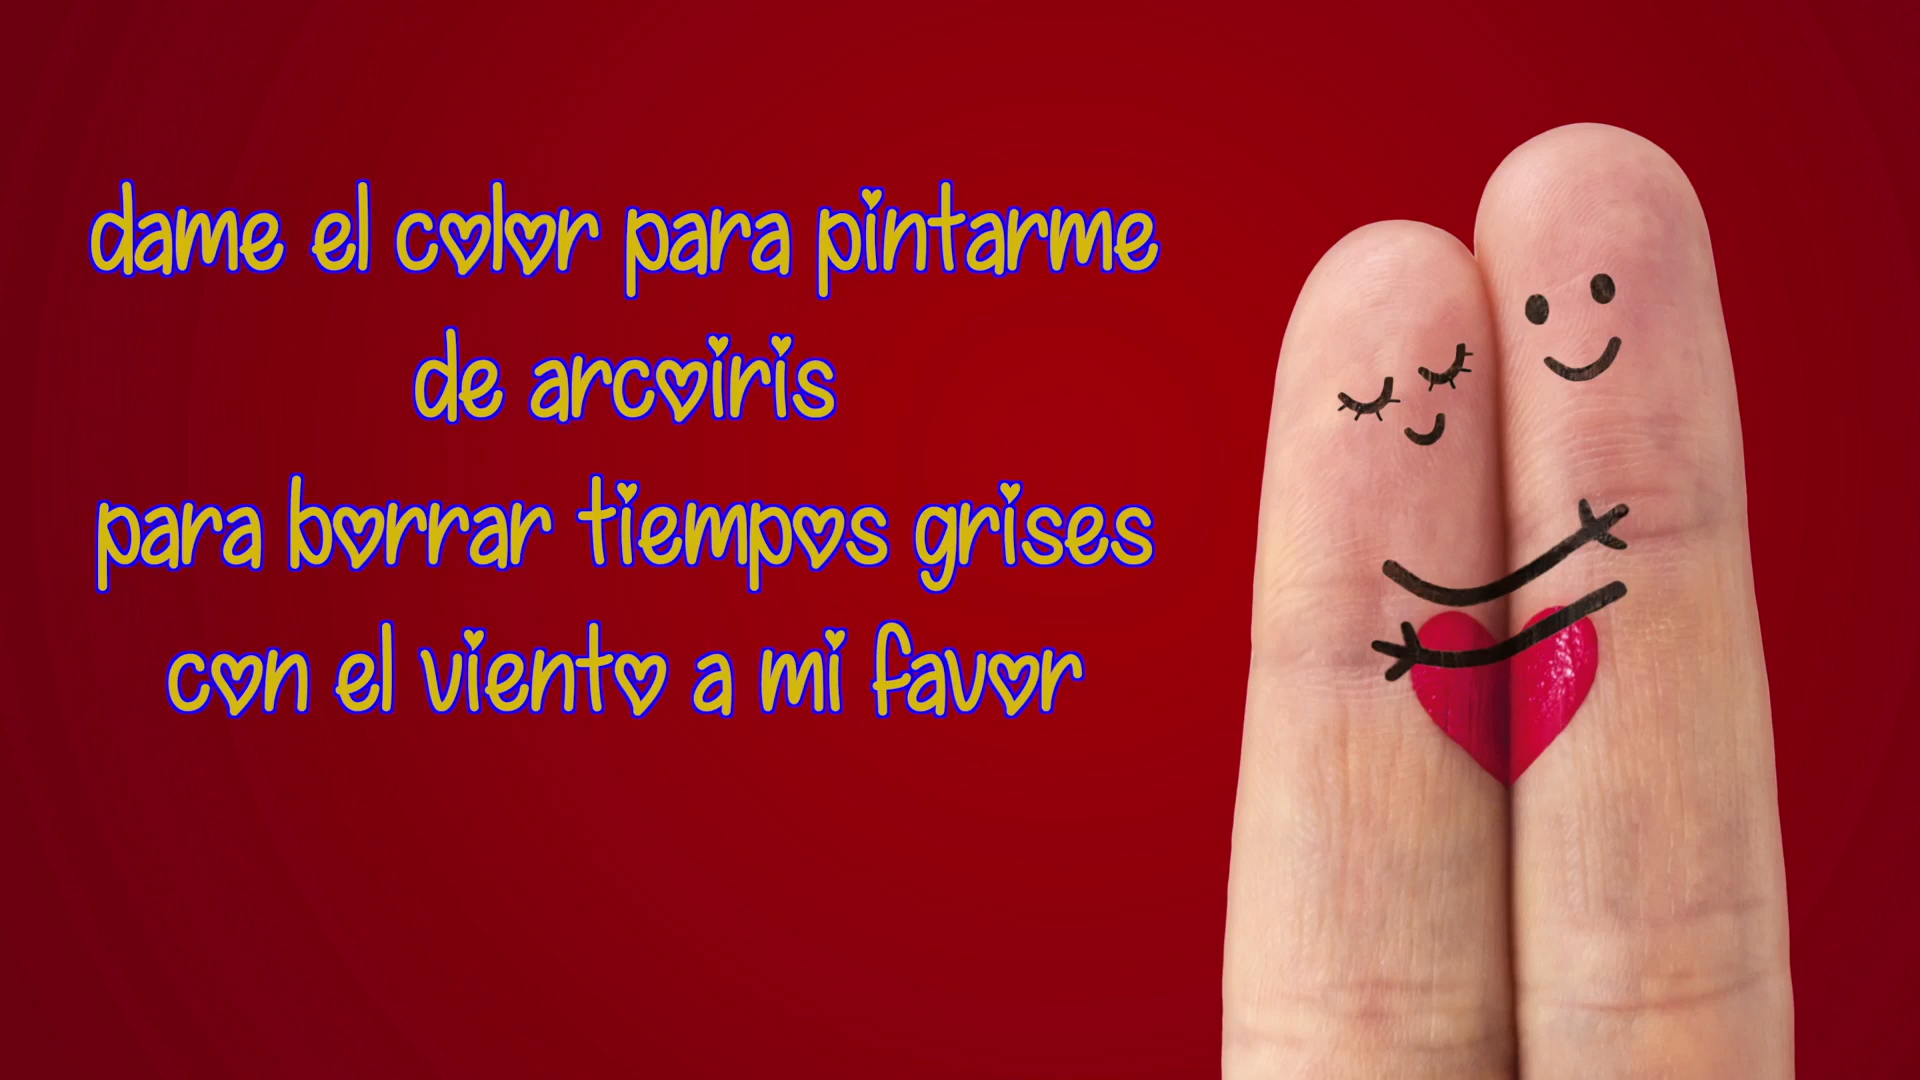 dame el color para pintarme
de arcoiris
para borrar tiempos grises
con el viento a mi favor